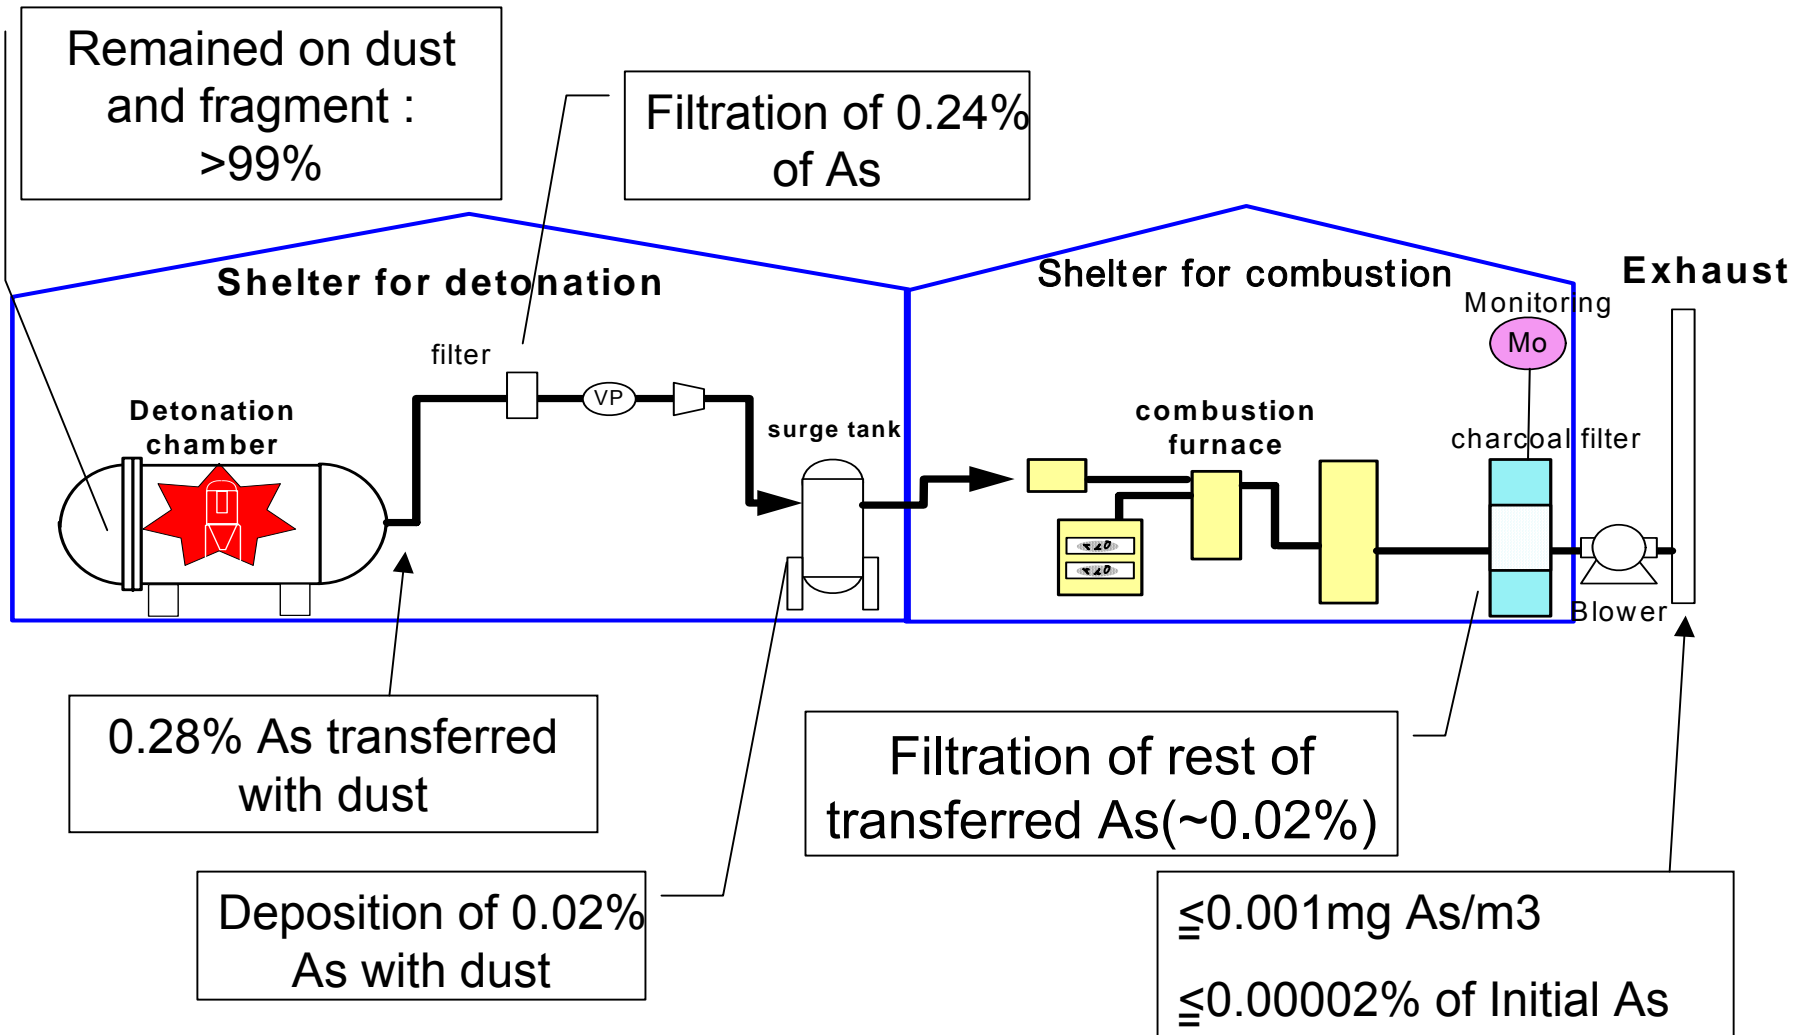 Remained on dust
and fragment :
>99%
Filtration of 0.24%
of As
Shelter for detonation
Shelter for combustion
Exhaust
Monitoring
Mo
filter
VP
Detonation
chamber
surge tank
combustion
furnace
charcoal filter
Blower
0.28% As transferred
with dust
Filtration of rest of
transferred As(~0.02%)
Deposition of 0.02%
As with dust
≦0.001mg As/m3
≦0.00002% of Initial As